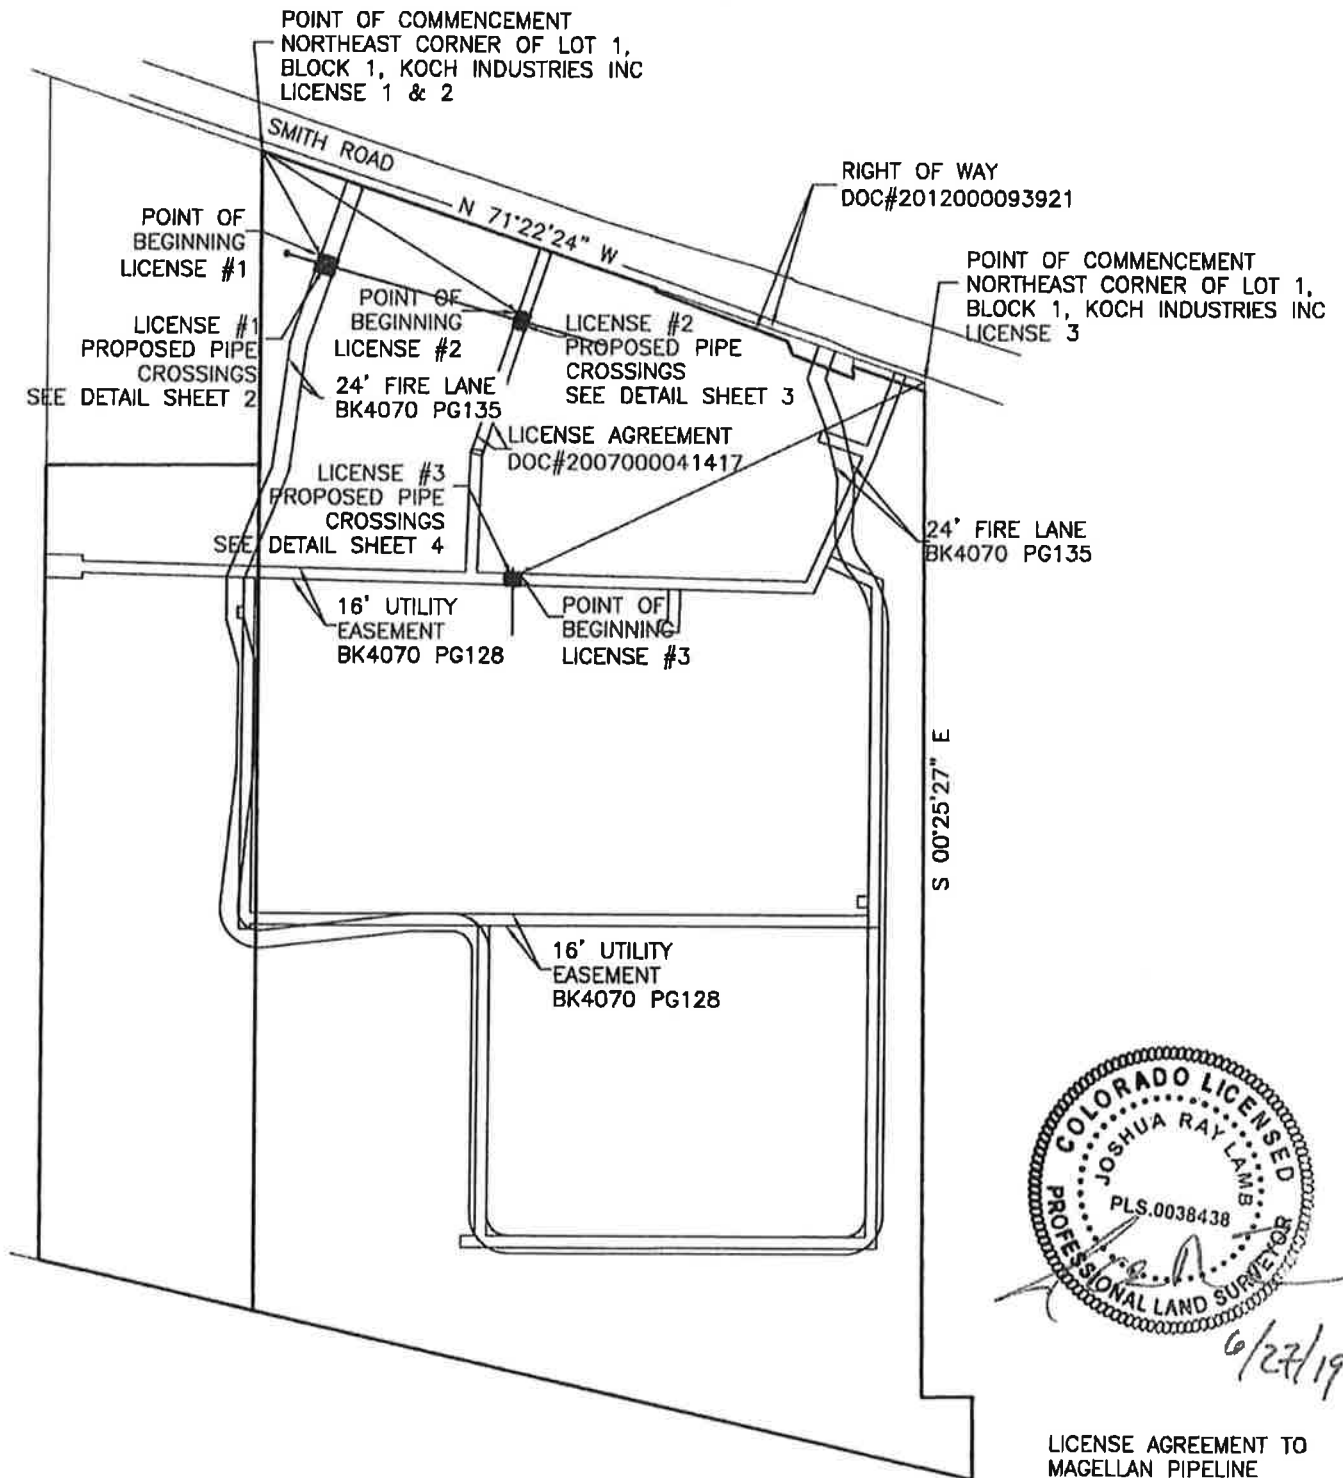 POINT OF COMMENCEMENT
NORTHEAST CORNER OF LOT 1,
BLOCK 1, KOCH INDUSTRIES INC
LICENSE 1 & 2
SMITH ROAD
N 71°22'24" W
RIGHT OF WAY
DOC#2012000093921
POINT OF COMMENCEMENT
NORTHEAST CORNER OF LOT 1,
BLOCK 1, KOCH INDUSTRIES INC
LICENSE 3
POINT OF
BEGINNING
LICENSE #1
LICENSE #1
PROPOSED PIPE
CROSSINGS
SEE DETAIL SHEET 2
POINT OF
BEGINNING
LICENSE #2
LICENSE #2
PROPOSED PIPE
CROSSINGS
SEE DETAIL SHEET 3
24' FIRE LANE
BK4070 PG135
LICENSE AGREEMENT
DOC#2007000041417
LICENSE #3
PROPOSED PIPE
CROSSINGS
SEE DETAIL SHEET 4
24' FIRE LANE
BK4070 PG135
16' UTILITY
EASEMENT
BK4070 PG128
POINT OF
BEGINNING
LICENSE #3
S 00°25'27" E
16' UTILITY
EASEMENT
BK4070 PG128
COLORADO LICENSED
JOSHUA RAY LAMB
PLS.0038438
PROFESSIONAL LAND SURVEYOR
6/27/19
LICENSE AGREEMENT TO
MAGELLAN PIPELINE